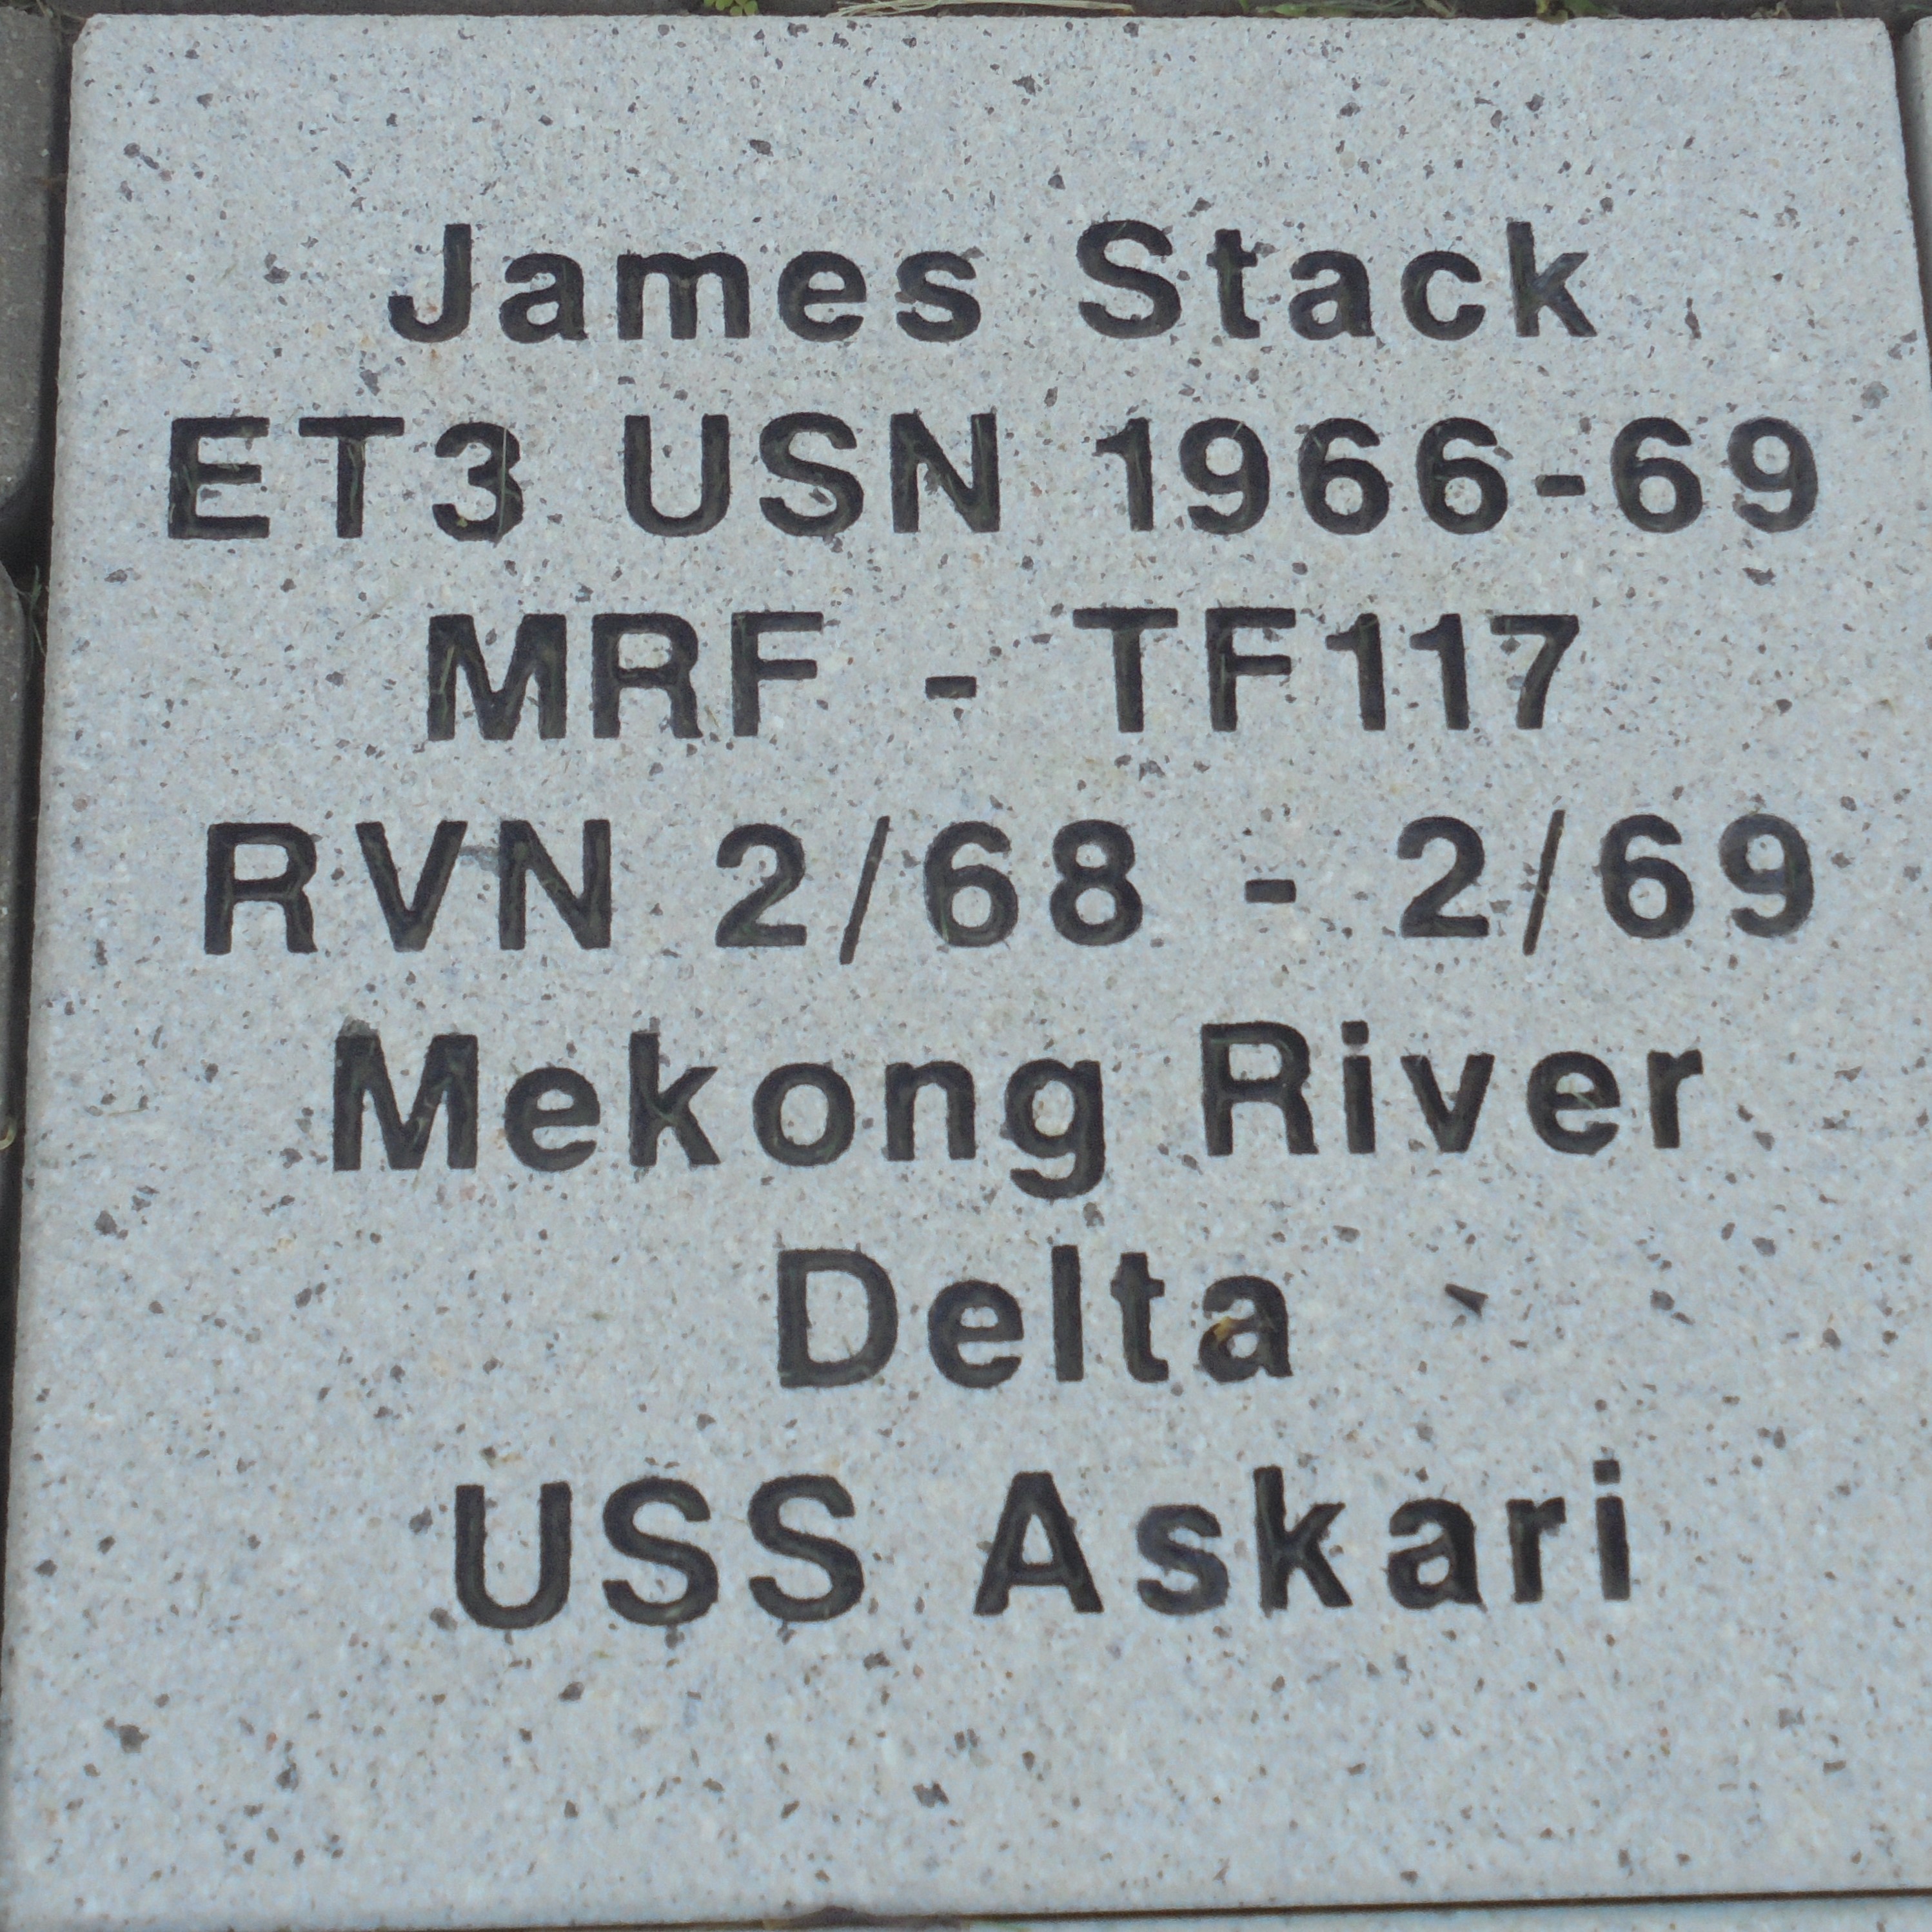 James Stack
ET3 USN 1966-69
MRF - TF117
RVN 2/68 - 2/69
Mekong River
Delta
USS Askari